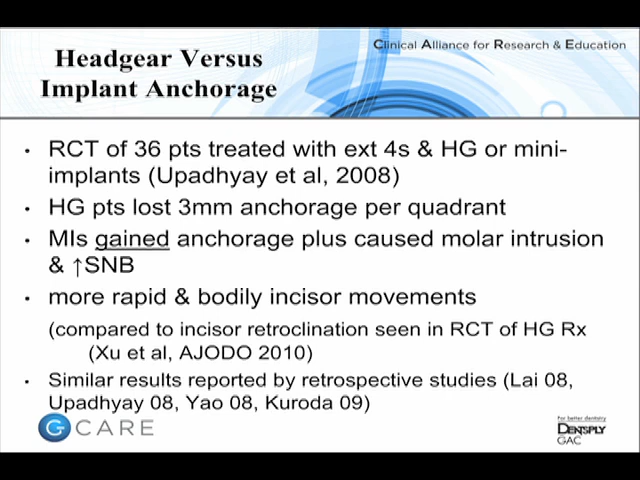 Clinical Alliance for Research & Education
Headgear Versus
Implant Anchorage
• RCT of 36 pts treated with ext 4s & HG or mini-
implants (Upadhyay et al, 2008)
• HG pts lost 3mm anchorage per quadrant
• MIs gained anchorage plus caused molar intrusion
& ↑SNB
• more rapid & bodily incisor movements
(compared to incisor retroclination seen in RCT of HG Rx
(Xu et al, AJODO 2010)
• Similar results reported by retrospective studies (Lai 08,
Upadhyay 08, Yao 08, Kuroda 09)
G CARE
For better dentistry
DENTSPLY
GAC